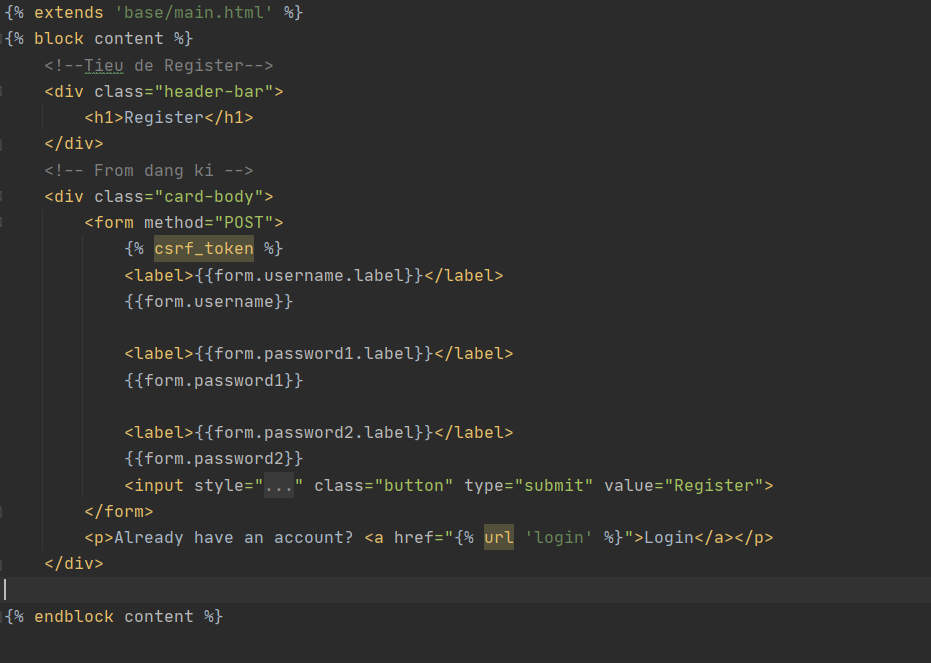 {% extends 'base/main.html' %}
{% block content %}
    <!--Tieu de Register-->
    <div class="header-bar">
        <h1>Register</h1>
    </div>
    <!-- From dang ki -->
    <div class="card-body">
        <form method="POST">
            {% csrf_token %}
            <label>{{form.username.label}}</label>
            {{form.username}}

            <label>{{form.password1.label}}</label>
            {{form.password1}}

            <label>{{form.password2.label}}</label>
            {{form.password2}}
            <input style="..." class="button" type="submit" value="Register">
        </form>
        <p>Already have an account? <a href="{% url 'login' %}">Login</a></p>
    </div>

{% endblock content %}